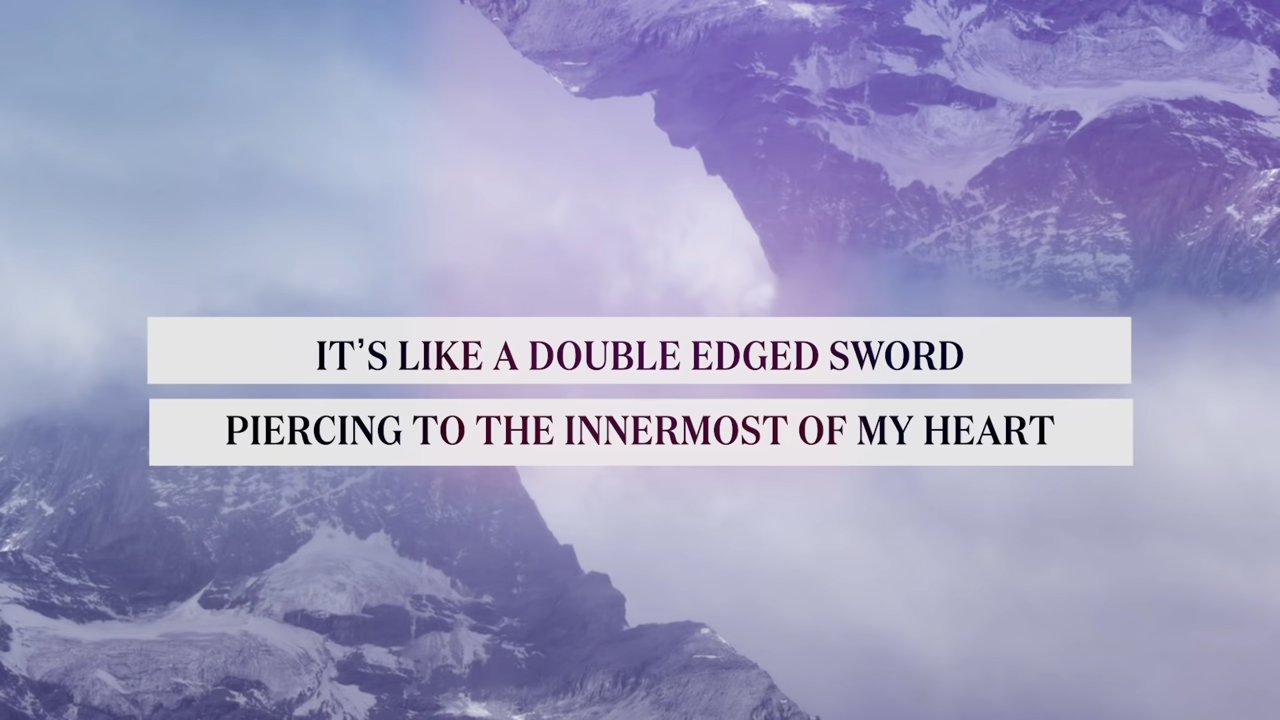 IT’S LIKE A DOUBLE EDGED SWORD
PIERCING TO THE INNERMOST OF MY HEART